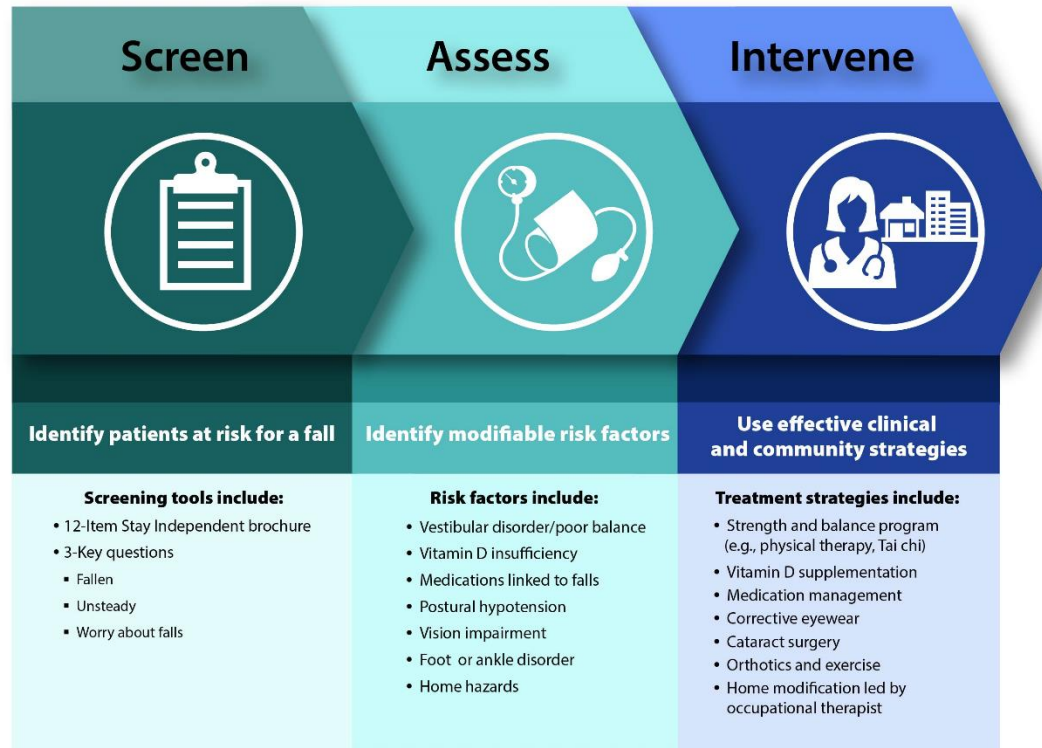 Screen
Assess
Intervene
Identify patients at risk for a fall
Identify modifiable risk factors
Use effective clinical
and community strategies
Screening tools include:
• 12-Item Stay Independent brochure
• 3-Key questions
▪ Fallen
▪ Unsteady
▪ Worry about falls
Risk factors include:
• Vestibular disorder/poor balance
• Vitamin D insufficiency
• Medications linked to falls
• Postural hypotension
• Vision impairment
• Foot or ankle disorder
• Home hazards
Treatment strategies include:
• Strength and balance program
(e.g., physical therapy, Tai chi)
• Vitamin D supplementation
• Medication management
• Corrective eyewear
• Cataract surgery
• Orthotics and exercise
• Home modification led by
occupational therapist